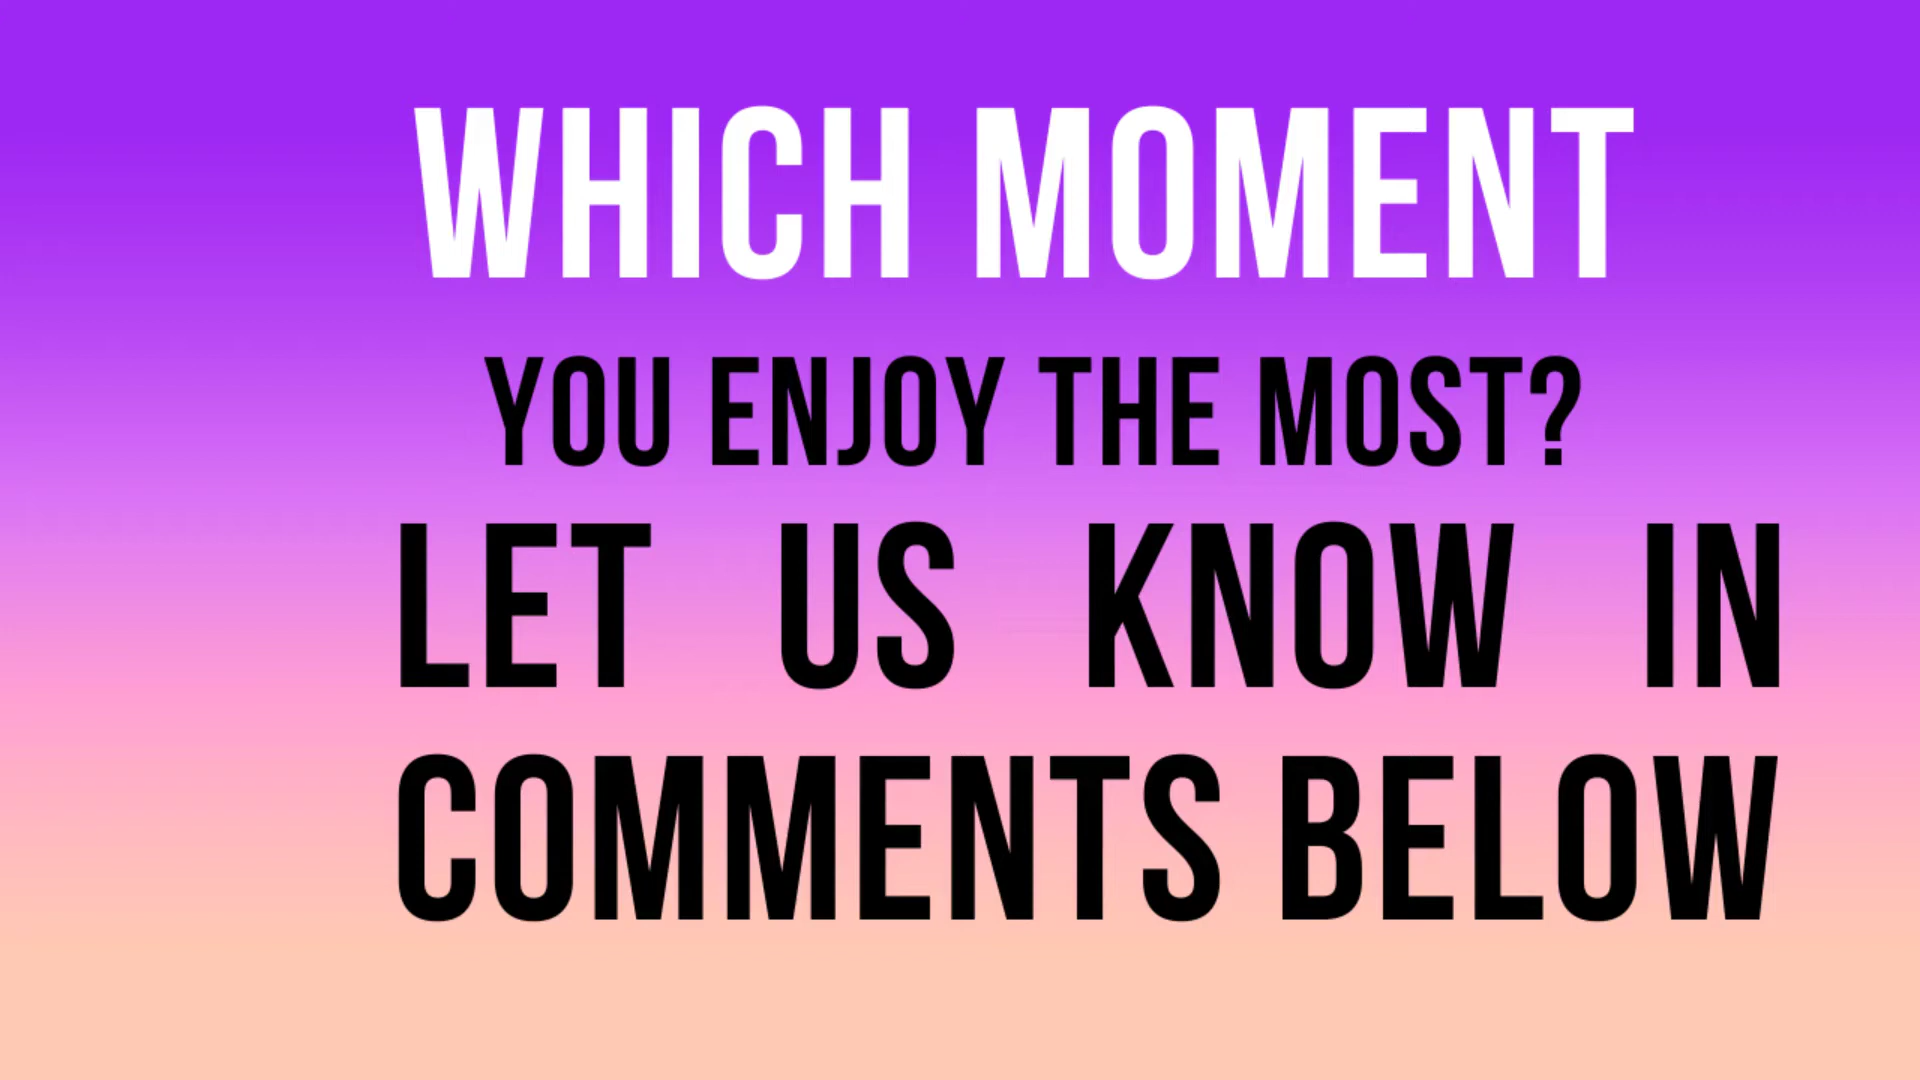 WHICH MOMENT
YOU ENJOY THE MOST?
LET US KNOW IN
COMMENTS BELOW